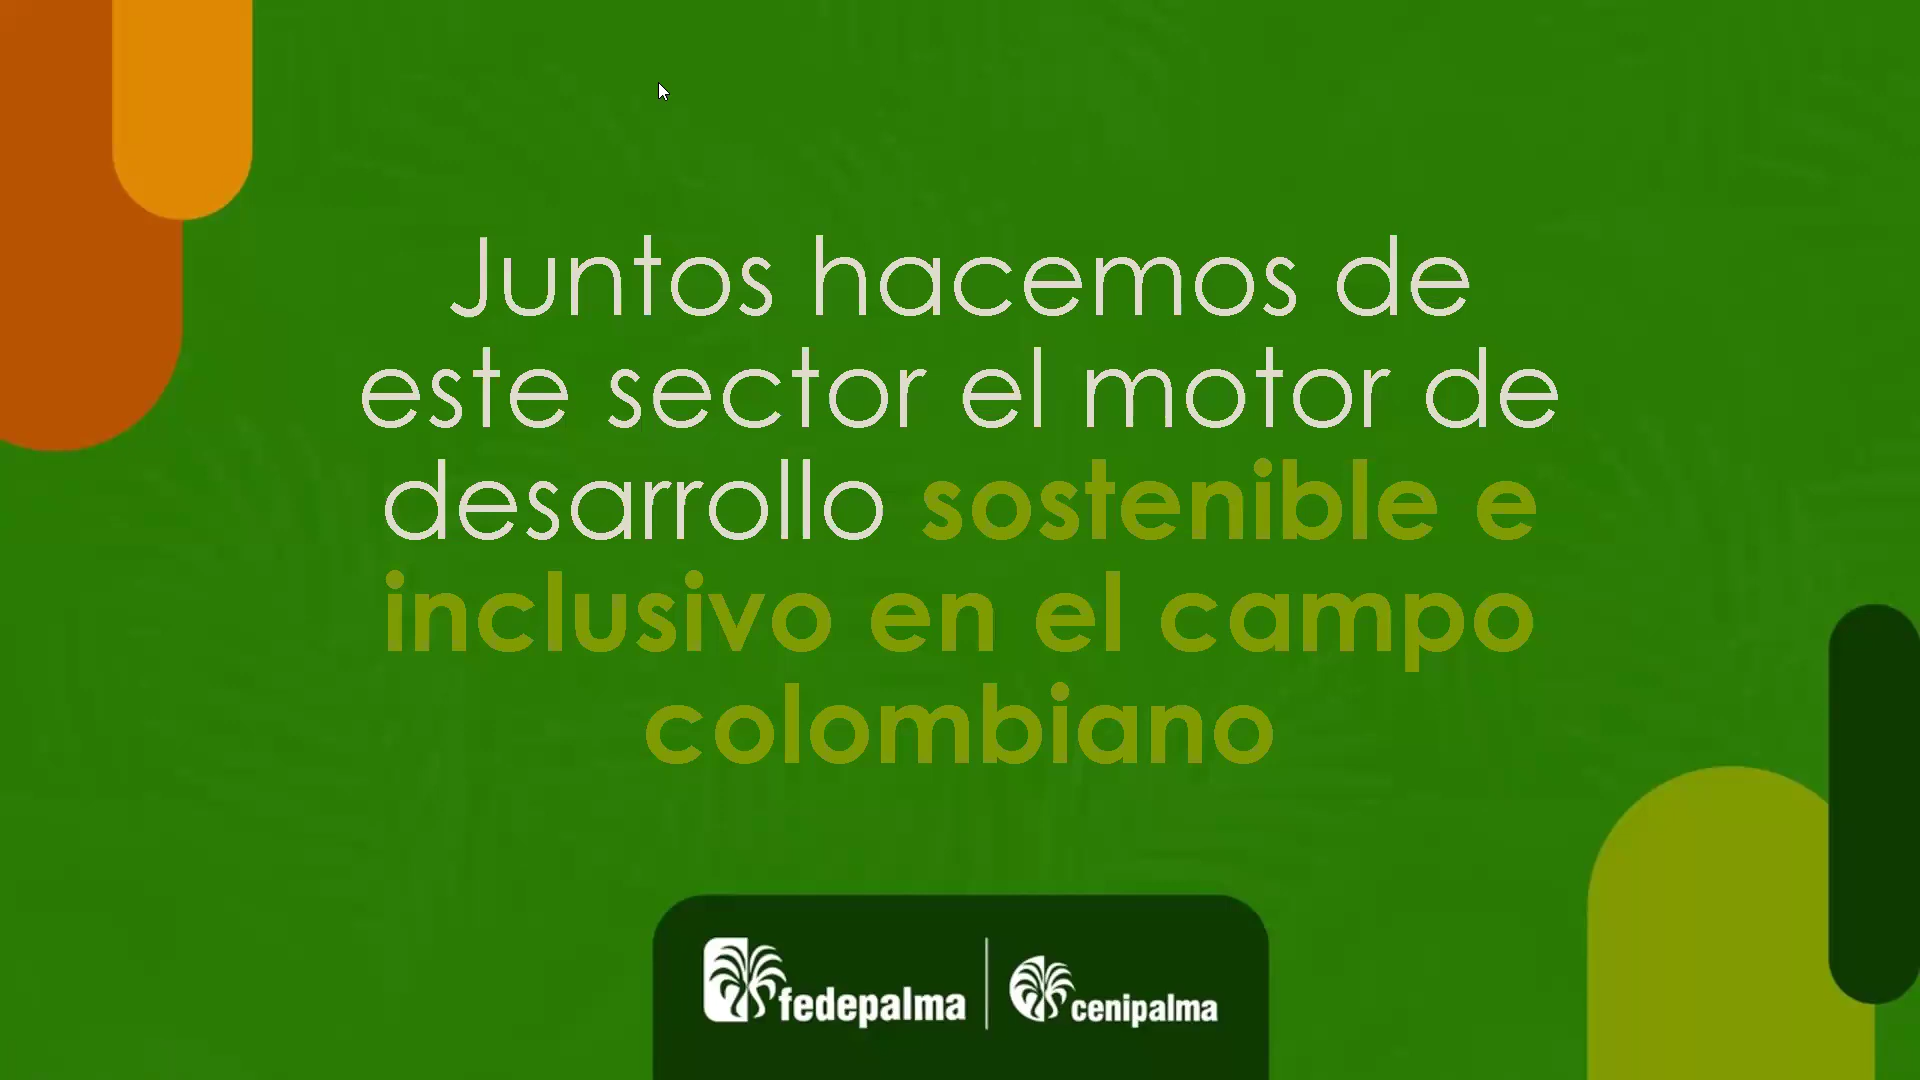 Juntos hacemos de
este sector el motor de
desarrollo sostenible e
inclusivo en el campo
colombiano
fedepalma
cenipalma